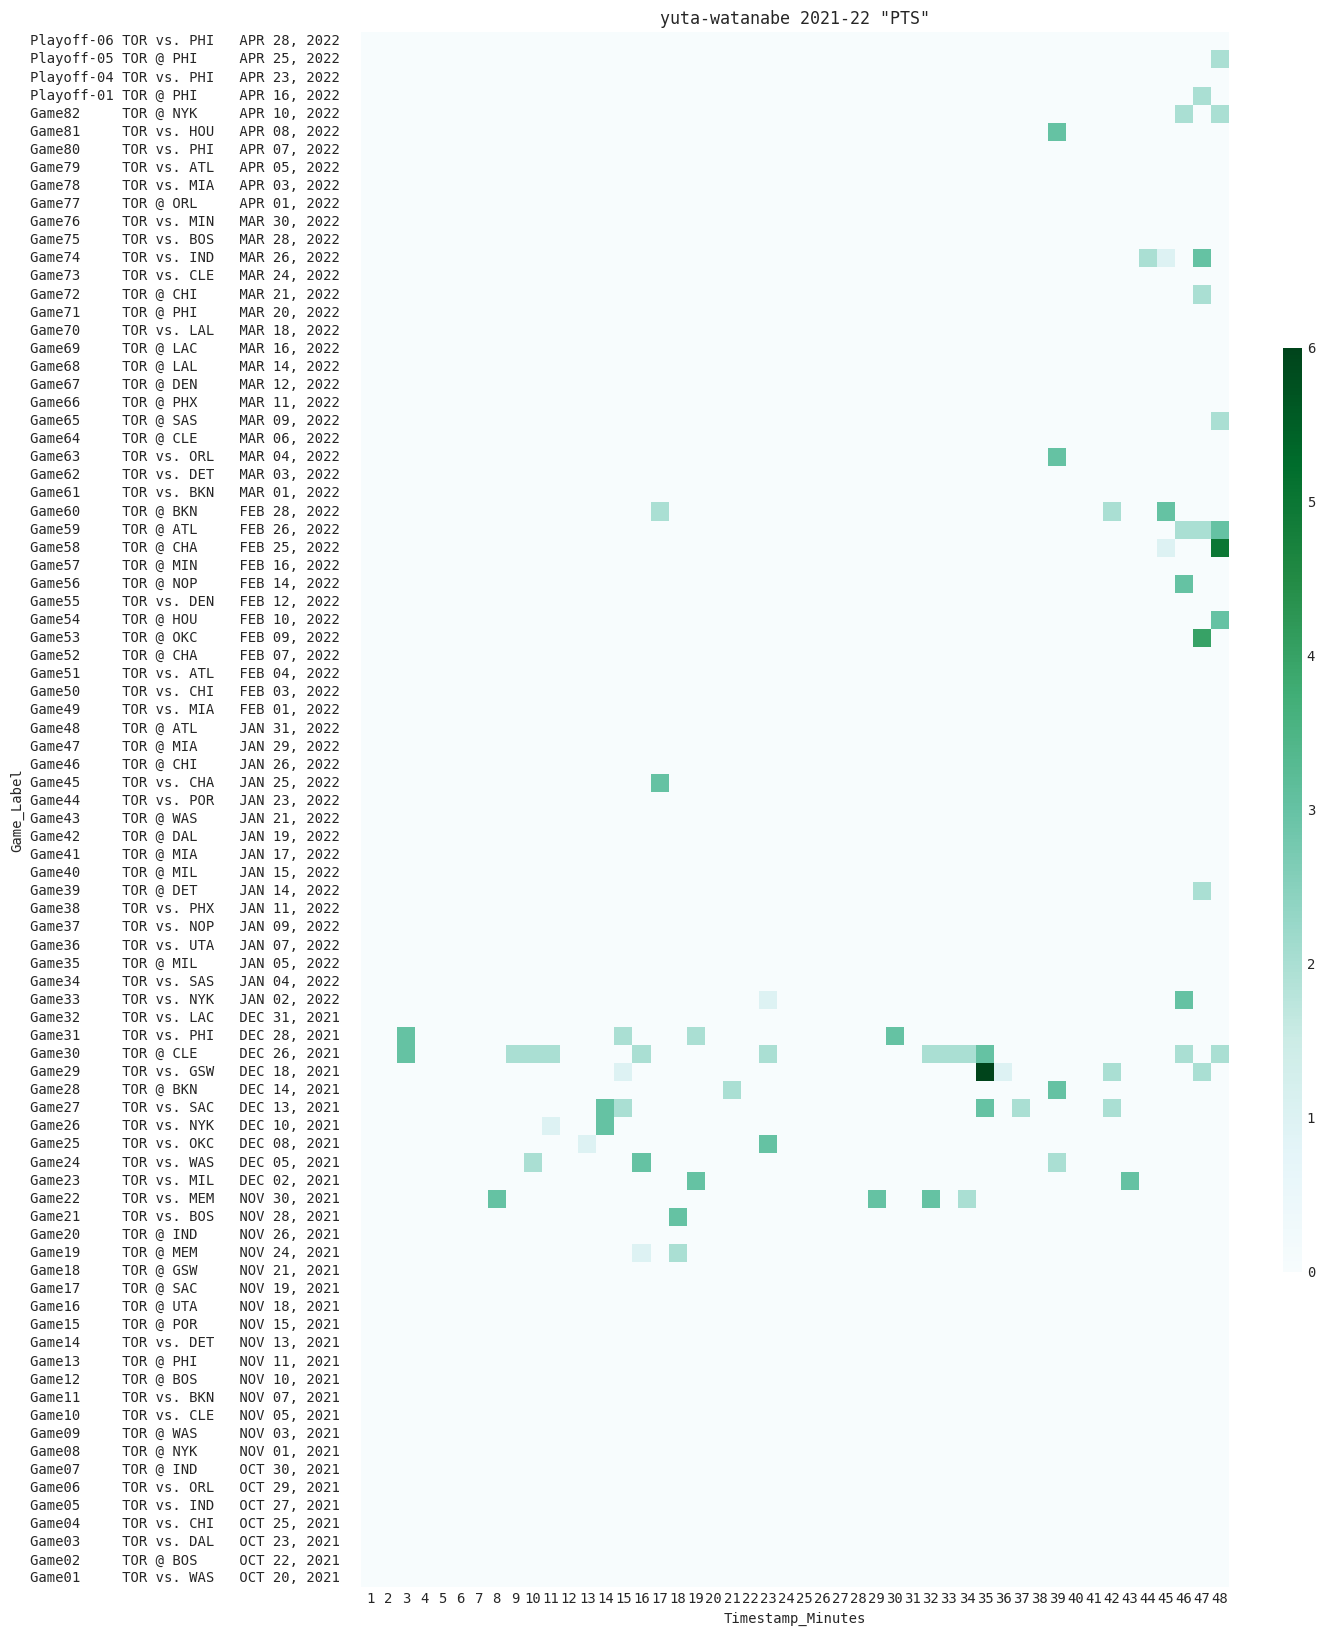 yuta-watanabe 2021-22 "PTS"
Playoff-06 TOR vs. PHI APR 28, 2022
Playoff-05 TOR @ PHI APR 25, 2022
Playoff-04 TOR vs. PHI APR 23, 2022
Playoff-01 TOR @ PHI APR 16, 2022
Game82 TOR @ NYK APR 10, 2022
Game81 TOR vs. HOU APR 08, 2022
Game80 TOR vs. PHI APR 07, 2022
Game79 TOR vs. ATL APR 05, 2022
Game78 TOR vs. MIA APR 03, 2022
Game77 TOR @ ORL APR 01, 2022
Game76 TOR vs. MIN MAR 30, 2022
Game75 TOR vs. BOS MAR 28, 2022
Game74 TOR vs. IND MAR 26, 2022
Game73 TOR vs. CLE MAR 24, 2022
Game72 TOR @ CHI MAR 21, 2022
Game71 TOR @ PHI MAR 20, 2022
Game70 TOR vs. LAL MAR 18, 2022
Game69 TOR @ LAC MAR 16, 2022
Game68 TOR @ LAL MAR 14, 2022
Game67 TOR @ DEN MAR 12, 2022
Game66 TOR @ PHX MAR 11, 2022
Game65 TOR @ SAS MAR 09, 2022
Game64 TOR @ CLE MAR 06, 2022
Game63 TOR vs. ORL MAR 04, 2022
Game62 TOR vs. DET MAR 03, 2022
Game61 TOR vs. BKN MAR 01, 2022
Game60 TOR @ BKN FEB 28, 2022
Game59 TOR @ ATL FEB 26, 2022
Game58 TOR @ CHA FEB 25, 2022
Game57 TOR @ MIN FEB 16, 2022
Game56 TOR @ NOP FEB 14, 2022
Game55 TOR vs. DEN FEB 12, 2022
Game54 TOR @ HOU FEB 10, 2022
Game53 TOR @ OKC FEB 09, 2022
Game52 TOR @ CHA FEB 07, 2022
Game51 TOR vs. ATL FEB 04, 2022
Game50 TOR vs. CHI FEB 03, 2022
Game49 TOR vs. MIA FEB 01, 2022
Game48 TOR @ ATL JAN 31, 2022
Game47 TOR @ MIA JAN 29, 2022
Game46 TOR @ CHI JAN 26, 2022
Game45 TOR vs. CHA JAN 25, 2022
Game44 TOR vs. POR JAN 23, 2022
Game43 TOR @ WAS JAN 21, 2022
Game42 TOR @ DAL JAN 19, 2022
Game41 TOR @ MIA JAN 17, 2022
Game40 TOR @ MIL JAN 15, 2022
Game39 TOR @ DET JAN 14, 2022
Game38 TOR vs. PHX JAN 11, 2022
Game37 TOR vs. NOP JAN 09, 2022
Game36 TOR vs. UTA JAN 07, 2022
Game35 TOR @ MIL JAN 05, 2022
Game34 TOR vs. SAS JAN 04, 2022
Game33 TOR vs. NYK JAN 02, 2022
Game32 TOR vs. LAC DEC 31, 2021
Game31 TOR vs. PHI DEC 28, 2021
Game30 TOR @ CLE DEC 26, 2021
Game29 TOR vs. GSW DEC 18, 2021
Game28 TOR @ BKN DEC 14, 2021
Game27 TOR vs. SAC DEC 13, 2021
Game26 TOR vs. NYK DEC 10, 2021
Game25 TOR vs. OKC DEC 08, 2021
Game24 TOR vs. WAS DEC 05, 2021
Game23 TOR vs. MIL DEC 02, 2021
Game22 TOR vs. MEM NOV 30, 2021
Game21 TOR vs. BOS NOV 28, 2021
Game20 TOR @ IND NOV 26, 2021
Game19 TOR @ MEM NOV 24, 2021
Game18 TOR @ GSW NOV 21, 2021
Game17 TOR @ SAC NOV 19, 2021
Game16 TOR @ UTA NOV 18, 2021
Game15 TOR @ POR NOV 15, 2021
Game14 TOR vs. DET NOV 13, 2021
Game13 TOR @ PHI NOV 11, 2021
Game12 TOR @ BOS NOV 10, 2021
Game11 TOR vs. BKN NOV 07, 2021
Game10 TOR vs. CLE NOV 05, 2021
Game09 TOR @ WAS NOV 03, 2021
Game08 TOR @ NYK NOV 01, 2021
Game07 TOR @ IND OCT 30, 2021
Game06 TOR vs. ORL OCT 29, 2021
Game05 TOR vs. IND OCT 27, 2021
Game04 TOR vs. CHI OCT 25, 2021
Game03 TOR vs. DAL OCT 23, 2021
Game02 TOR @ BOS OCT 22, 2021
Game01 TOR vs. WAS OCT 20, 2021
Game_Label
1 2 3 4 5 6 7 8 9 10 11 12 13 14 15 16 17 18 19 20 21 22 23 24 25 26 27 28 29 30 31 32 33 34 35 36 37 38 39 40 41 42 43 44 45 46 47 48
Timestamp_Minutes
6
5
4
3
2
1
0